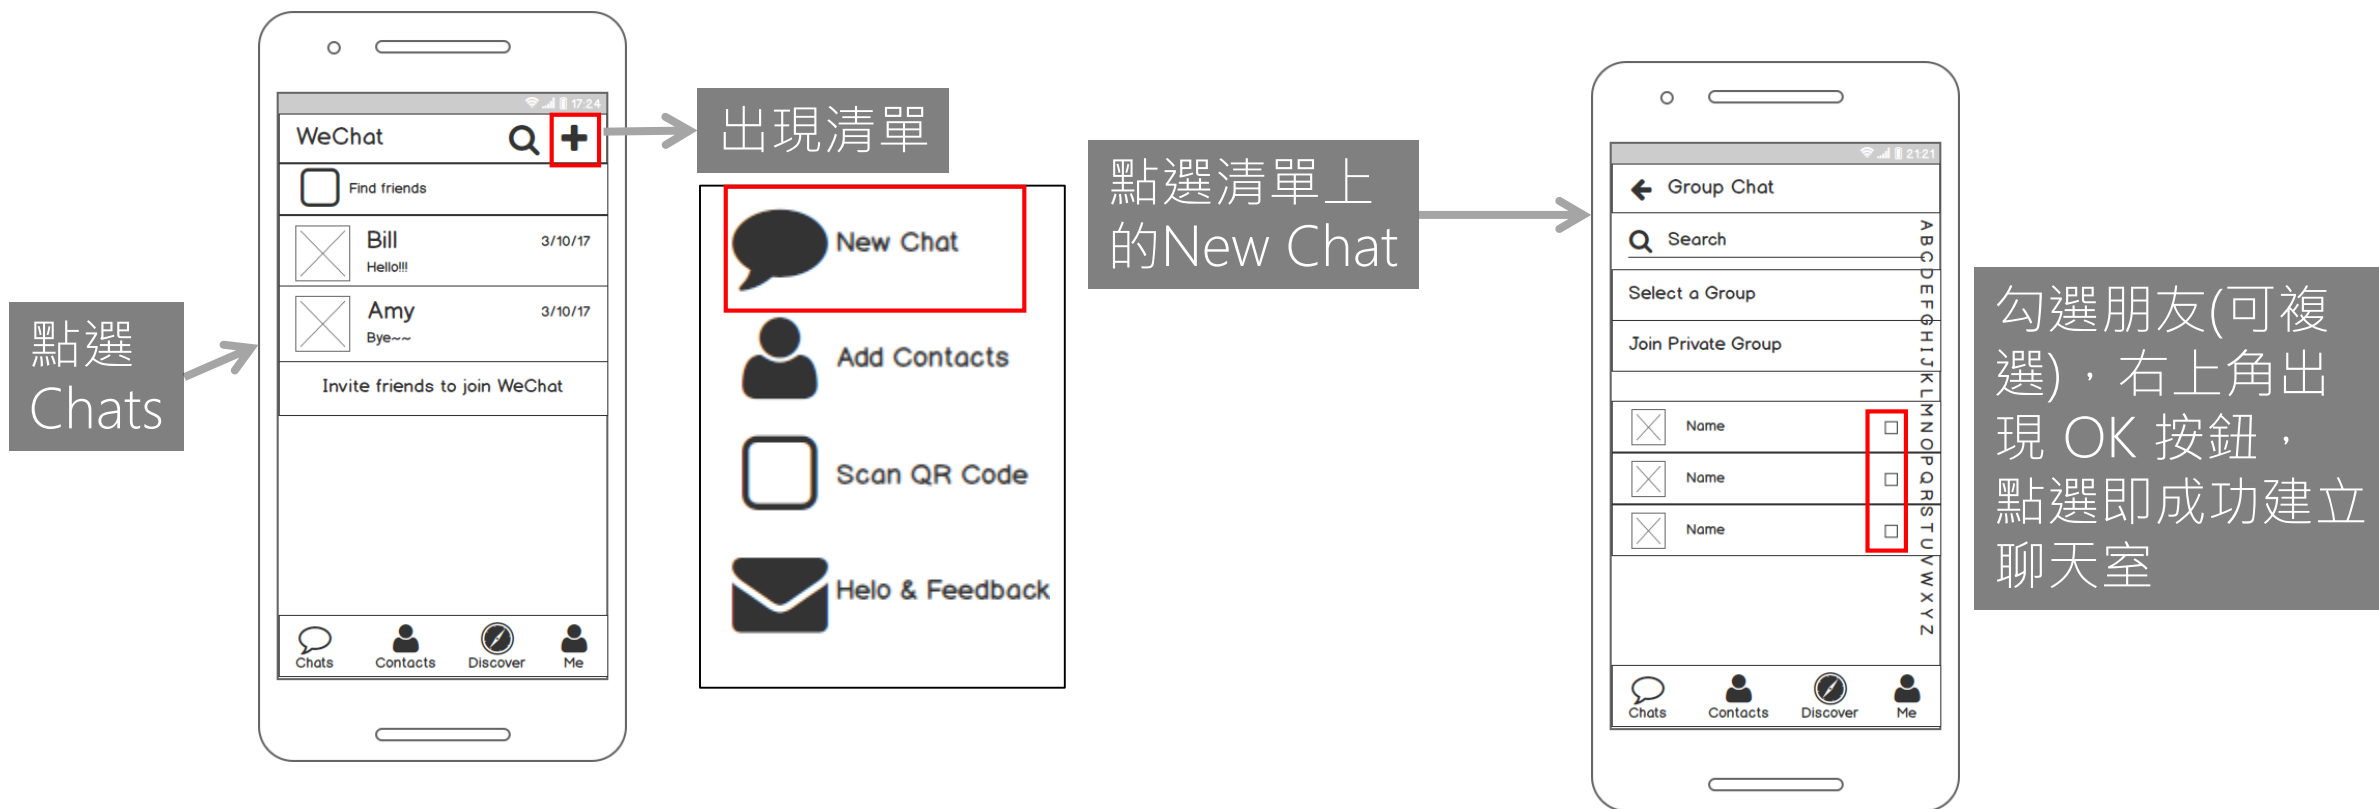 點選
Chats
17:24
WeChat
Find friends
Bill 3/10/17
Hello!!!
Amy 3/10/17
Bye~~
Invite friends to join WeChat
Chats Contacts Discover Me
出現清單
New Chat
Add Contacts
Scan QR Code
Helo & Feedback
點選清單上
的New Chat
21:21
Group Chat
Search
Select a Group
Join Private Group
Name
Name
Name
A B C D E F G H I J K L M N O P Q R S T U V W X Y Z
Chats Contacts Discover Me
勾選朋友(可複
選)，右上角出
現 OK 按鈕，
點選即成功建立
聊天室